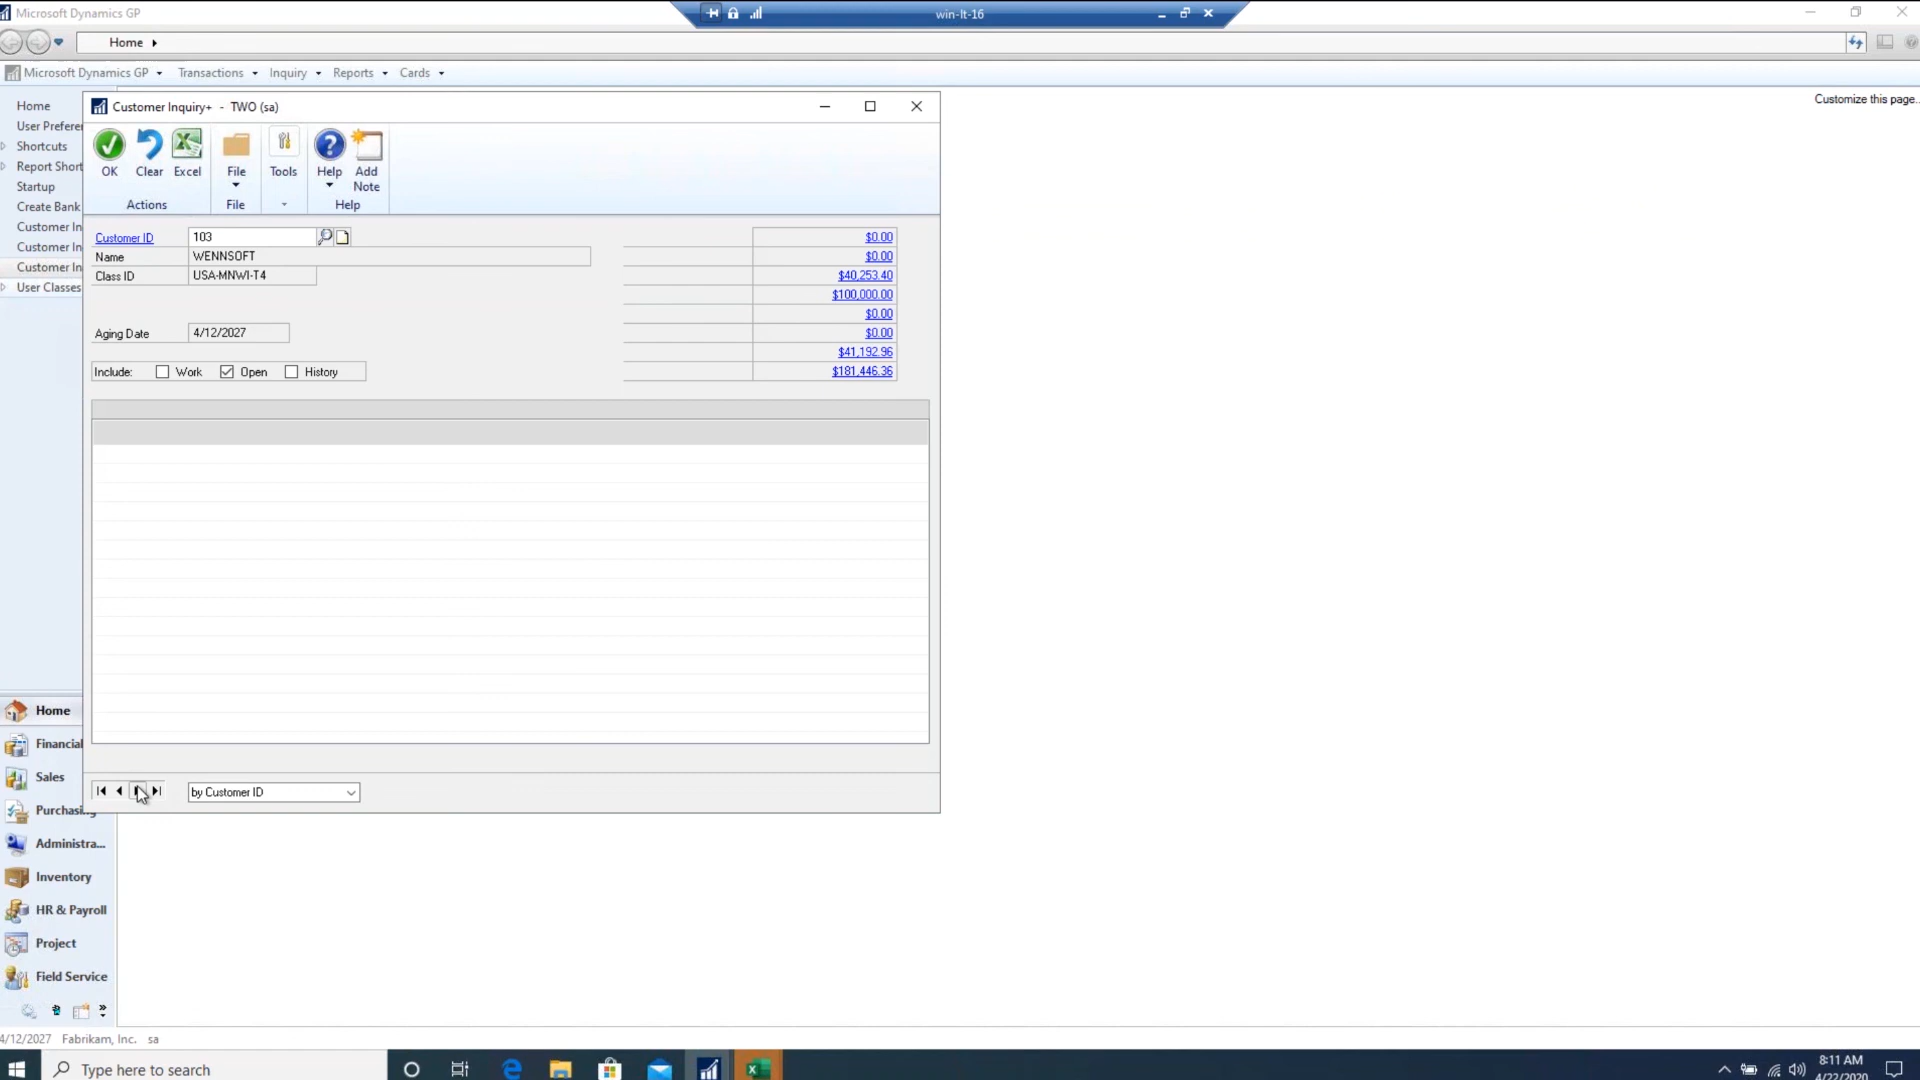 Microsoft Dynamics GP
win-lt-16
Home
Microsoft Dynamics GP Transactions Inquiry Reports Cards
Customize this page..
Home
User Prefere
Shortcuts
Report Short
Startup
Create Bank
Customer In
Customer In
Customer In
User Classes
Customer Inquiry+ - TWO (sa)
OK Clear Excel File Tools Help Add Note
Actions File Help
Customer ID 103 $0.00
Name WENNSOFT $0.00
Class ID USA-MNWI-T4 $40,253.40
$100,000.00
$0.00
Aging Date 4/12/2027 $0.00
$41,192.96
Include: Work Open History $181,446.36
by Customer ID
Home
Financial
Sales
Purchasing
Administra...
Inventory
HR & Payroll
Project
Field Service
4/12/2027 Fabrikam, Inc. sa
Type here to search
8:11 AM
4/22/2020